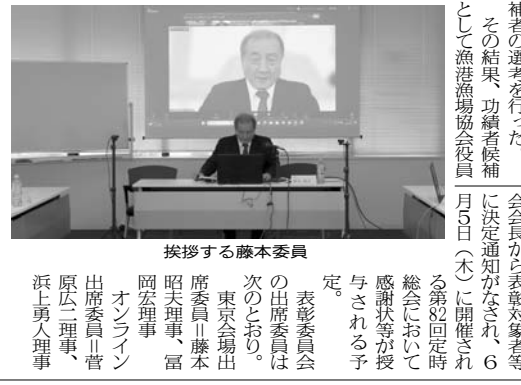 補者の選考を行った
その結果、功績者候補
として漁港漁場協会役員
会会長から表彰対象者等
に決定通知がなされ、6
月5日(木)に開催され
る第82回定時
総会において
感謝状等が授
与される予
定。
表彰委員会
の出席委員は
次のとおり。
東京会場出
席委員=藤本
昭夫理事、冨
岡宏理事
オンライン
出席委員=菅
原広二理事、
浜上勇人理事
挨拶する藤本委員